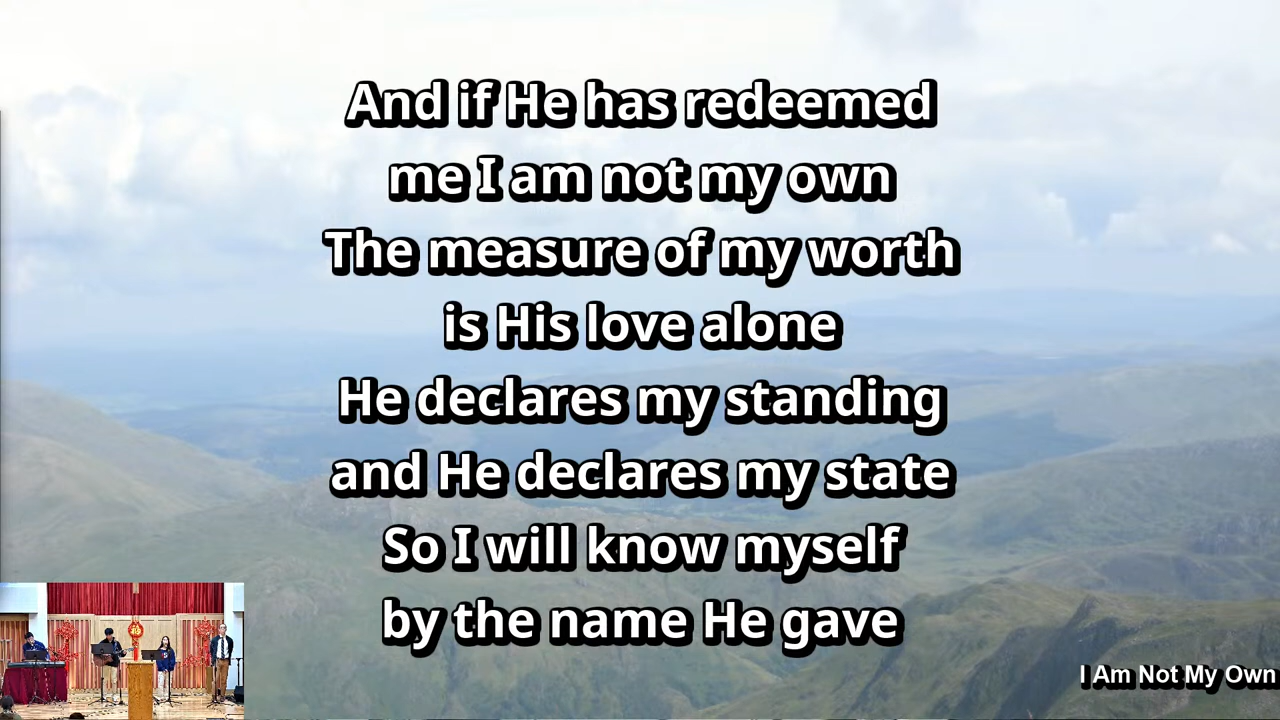 And if He has redeemed
me I am not my own
The measure of my worth
is His love alone
He declares my standing
and He declares my state
So I will know myself
by the name He gave
I Am Not My Own